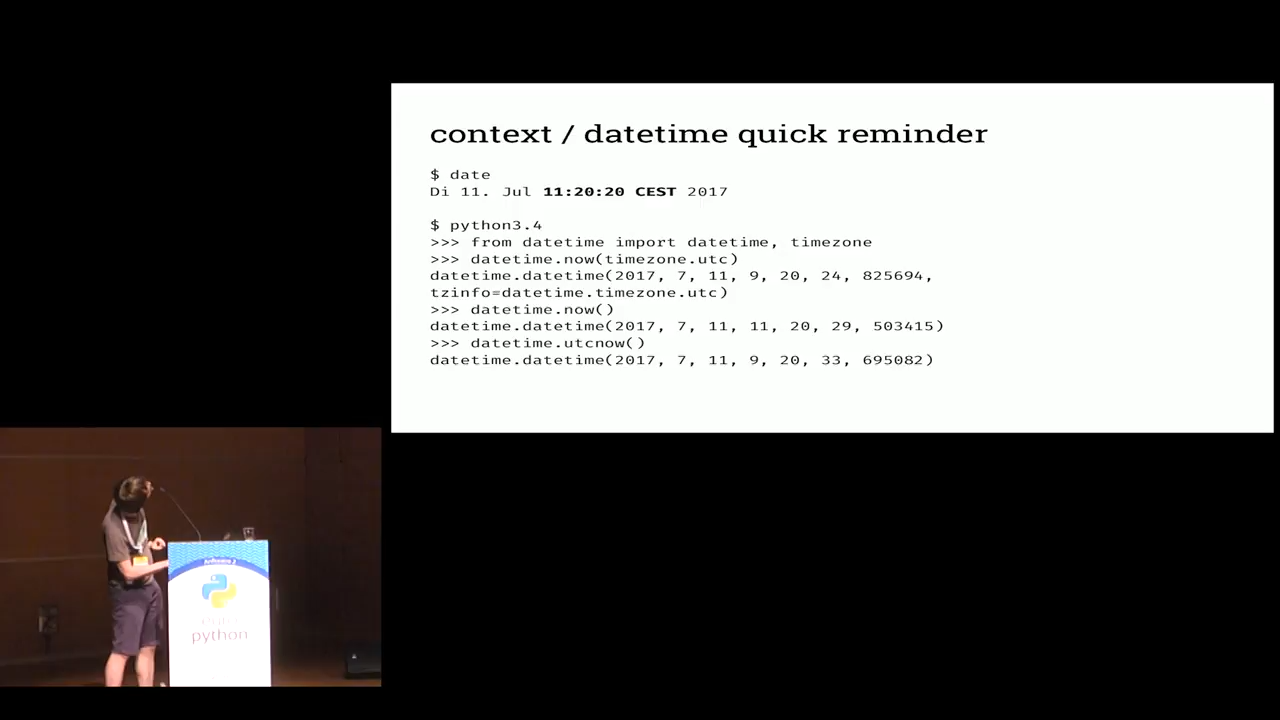 context / datetime quick reminder
$ date
Di 11. Jul 11:20:20 CEST 2017
$ python3.4
>>> from datetime import datetime, timezone
>>> datetime.now(timezone.utc)
datetime.datetime(2017, 7, 11, 9, 20, 24, 825694,
tzinfo=datetime.timezone.utc)
>>> datetime.now()
datetime.datetime(2017, 7, 11, 11, 20, 29, 503415)
>>> datetime.utcnow()
datetime.datetime(2017, 7, 11, 9, 20, 33, 695082)
python